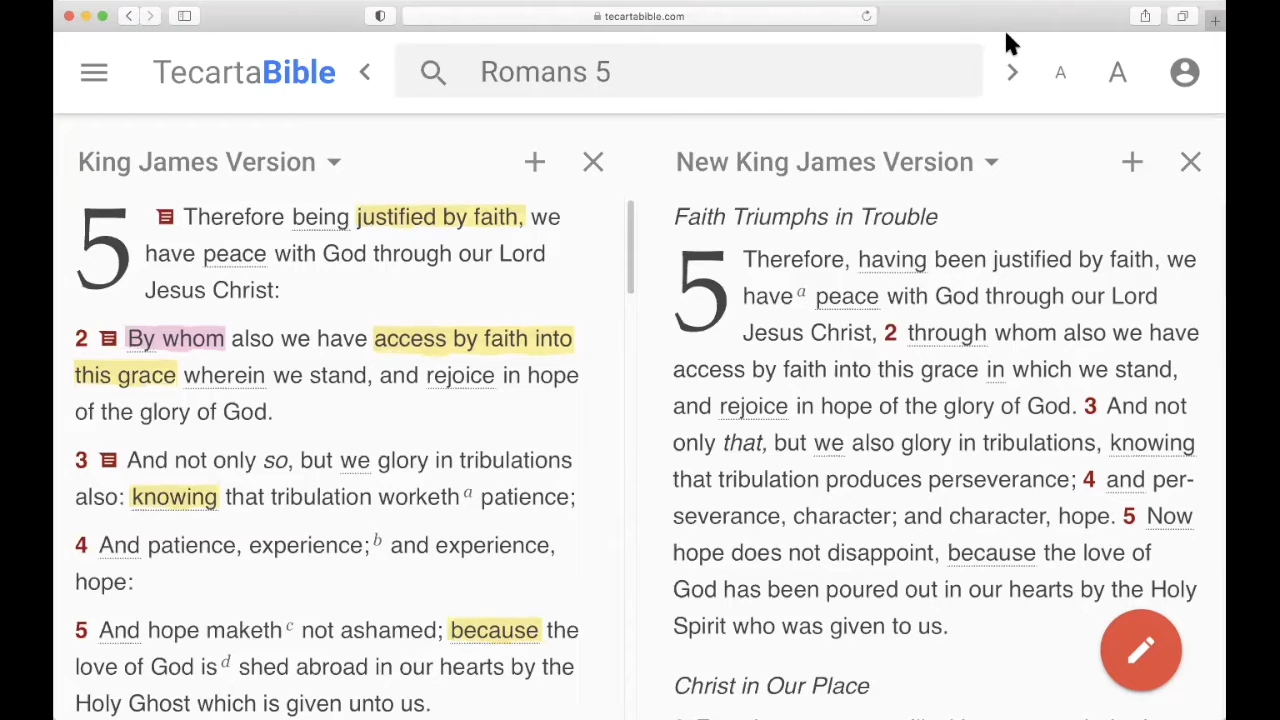 tecartabible.com
TecartaBible
Romans 5
A A
King James Version
5 Therefore being justified by faith, we
have peace with God through our Lord
Jesus Christ:
2 By whom also we have access by faith into
this grace wherein we stand, and rejoice in hope
of the glory of God.
3 And not only so, but we glory in tribulations
also: knowing that tribulation worketh a patience;
4 And patience, experience; b and experience,
hope:
5 And hope maketh c not ashamed; because the
love of God is d shed abroad in our hearts by the
Holy Ghost which is given unto us.
New King James Version
Faith Triumphs in Trouble
5 Therefore, having been justified by faith, we
have a peace with God through our Lord
Jesus Christ, 2 through whom also we have
access by faith into this grace in which we stand,
and rejoice in hope of the glory of God. 3 And not
only that, but we also glory in tribulations, knowing
that tribulation produces perseverance; 4 and per-
severance, character; and character, hope. 5 Now
hope does not disappoint, because the love of
God has been poured out in our hearts by the Holy
Spirit who was given to us.
Christ in Our Place